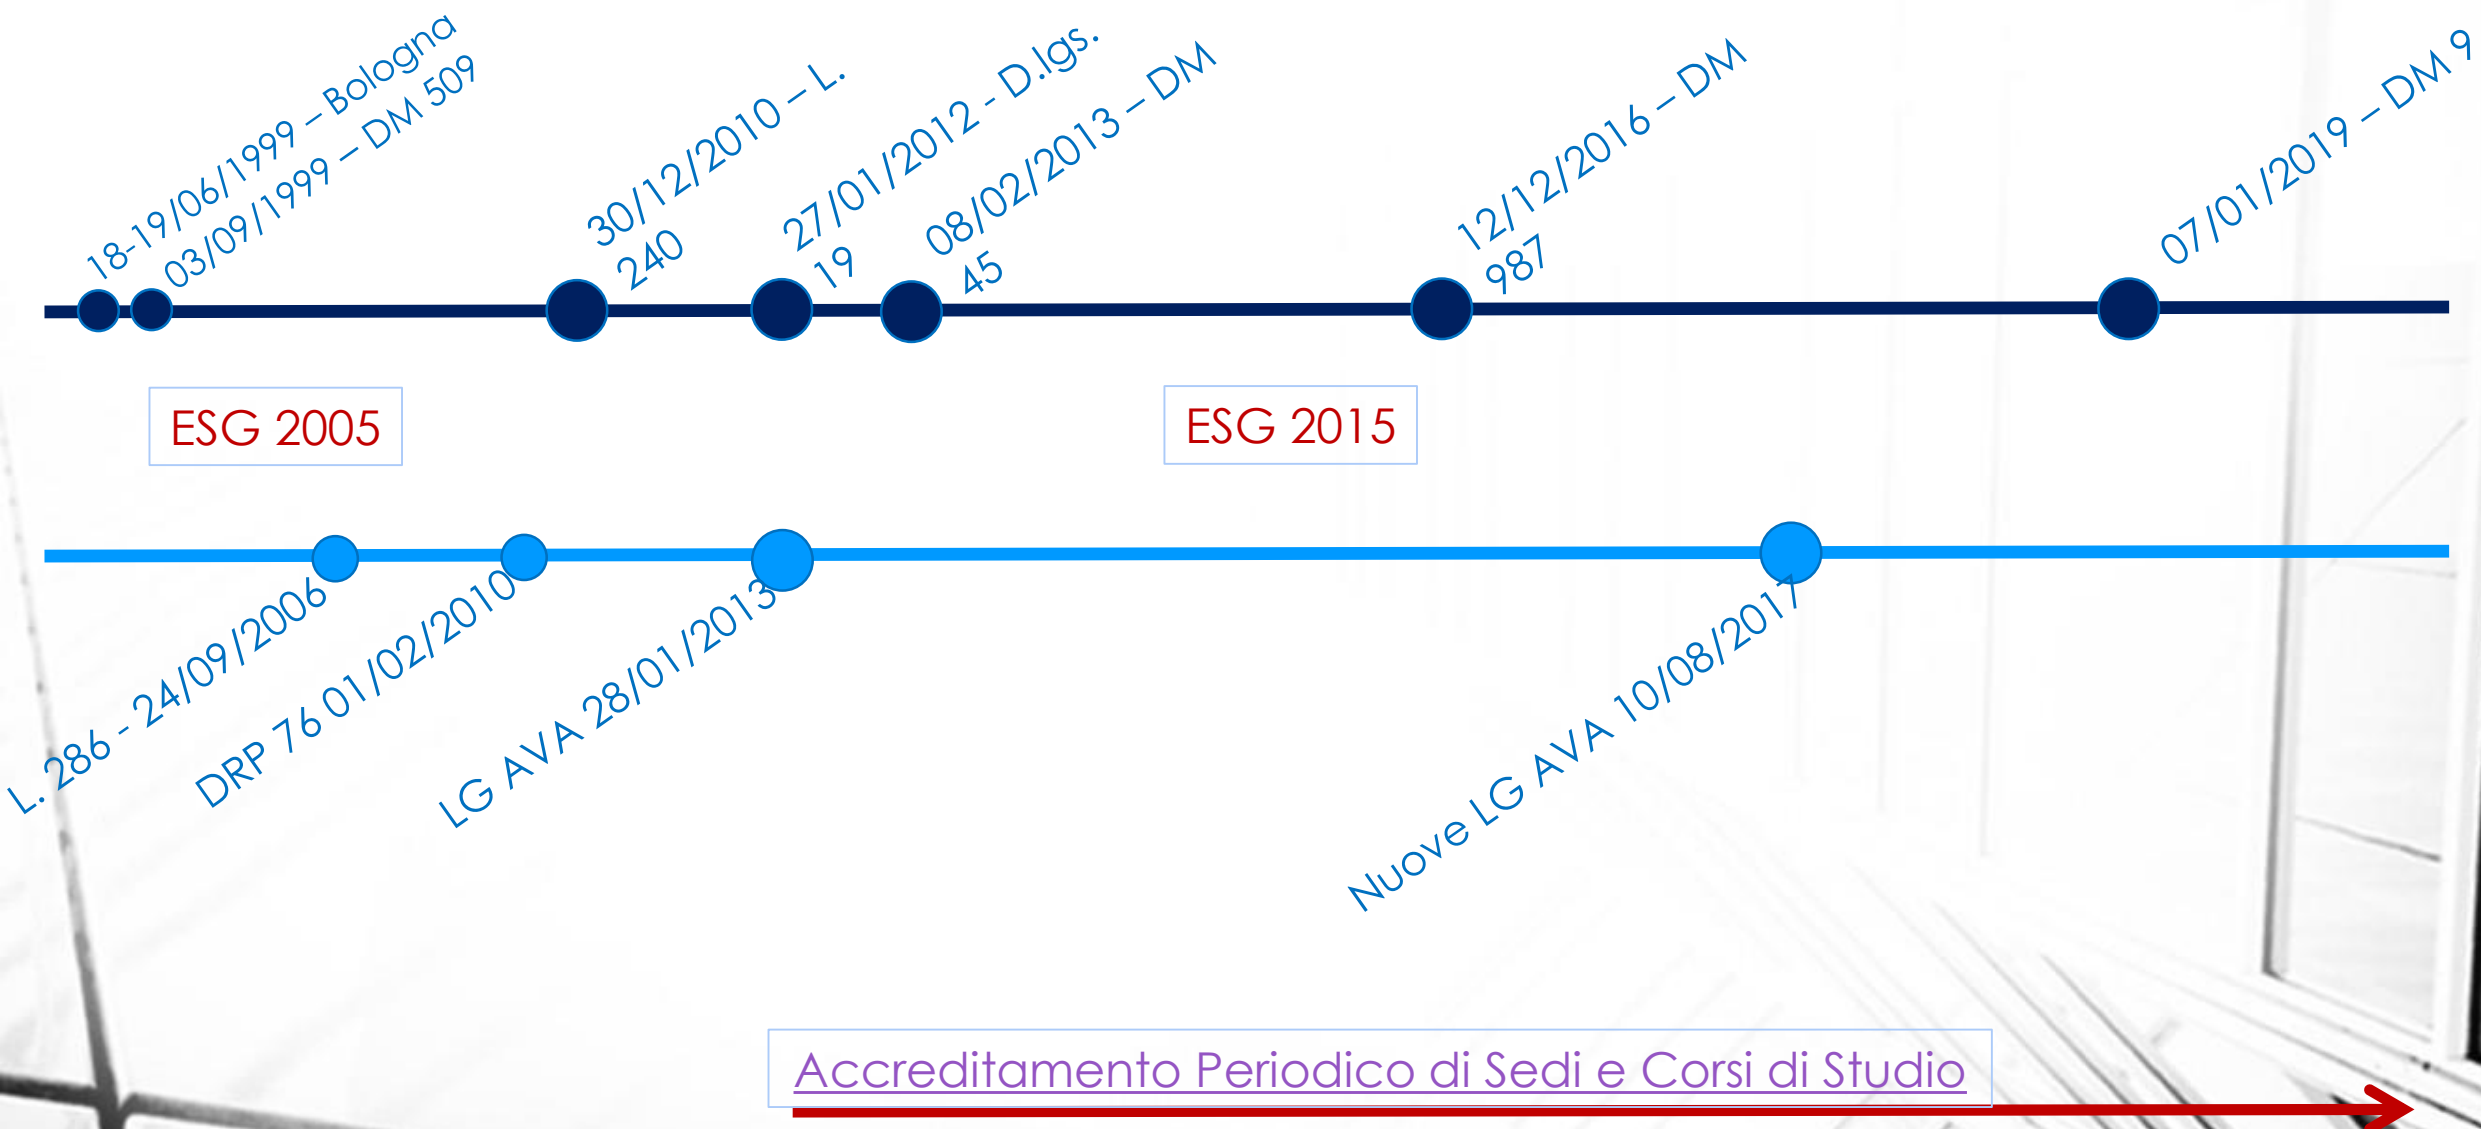 18-19/06/1999 – Bologna
03/09/1999 – DM 509
30/12/2010 – L.
240
27/01/2012 - D.lgs.
19
08/02/2013 – DM
45
12/12/2016 – DM
987
07/01/2019 – DM 9
ESG 2005
ESG 2015
L. 286 - 24/09/2006
DRP 76 01/02/2010
LG AVA 28/01/2013
Nuove LG AVA 10/08/2017
Accreditamento Periodico di Sedi e Corsi di Studio